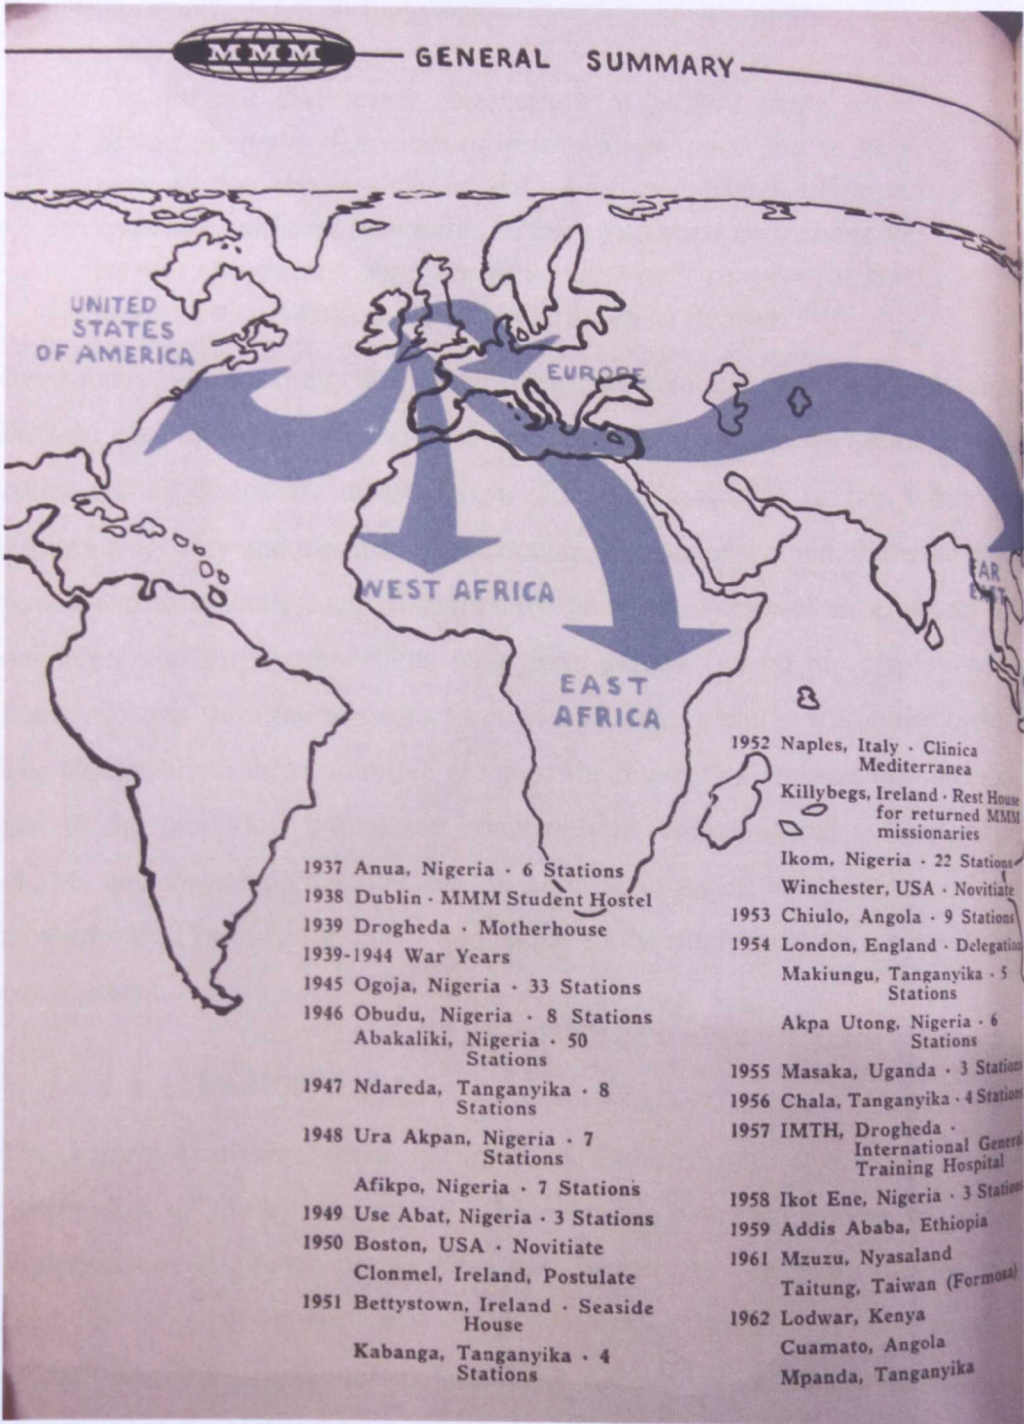 MMM
GENERAL SUMMARY
UNITED
STATES
OF AMERICA
EUROPE
WEST AFRICA
FAR
EAST
EAST
AFRICA
1937 Anua, Nigeria · 6 Stations
1938 Dublin · MMM Student Hostel
1939 Drogheda · Motherhouse
1939-1944 War Years
1945 Ogoja, Nigeria · 33 Stations
1946 Obudu, Nigeria · 8 Stations
Abakaliki, Nigeria · 50
Stations
1947 Ndareda, Tanganyika · 8
Stations
1948 Ura Akpan, Nigeria · 7
Stations
Afikpo, Nigeria · 7 Stations
1949 Use Abat, Nigeria · 3 Stations
1950 Boston, USA · Novitiate
Clonmel, Ireland, Postulate
1951 Bettystown, Ireland · Seaside
House
Kabanga, Tanganyika · 4
Stations
1952 Naples, Italy · Clinica
Mediterranea
Killybegs, Ireland · Rest House
for returned MMM
missionaries
Ikom, Nigeria · 22 Stations
Winchester, USA · Novitiate
1953 Chiulo, Angola · 9 Stations
1954 London, England · Delegation
Makiungu, Tanganyika · 5
Stations
Akpa Utong, Nigeria · 6
Stations
1955 Masaka, Uganda · 3 Stations
1956 Chala, Tanganyika · 4 Stations
1957 IMTH, Drogheda ·
International General
Training Hospital
1958 Ikot Ene, Nigeria · 3 Stations
1959 Addis Ababa, Ethiopia
1961 Mzuzu, Nyasaland
Taitung, Taiwan (Formosa)
1962 Lodwar, Kenya
Cuamato, Angola
Mpanda, Tanganyika